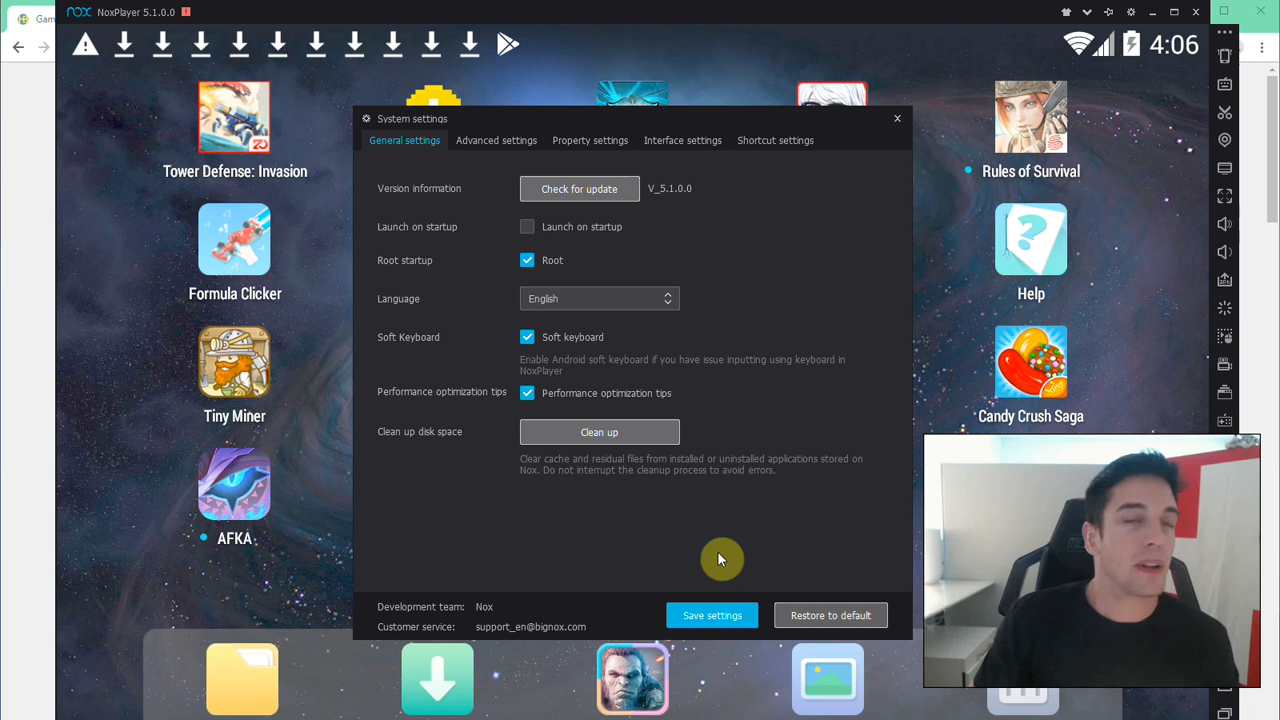 Gam
nox NoxPlayer 5.1.0.0
4:06
System settings
General settings Advanced settings Property settings Interface settings Shortcut settings
Version information Check for update V_5.1.0.0
Launch on startup Launch on startup
Root startup Root
Language English
Soft Keyboard Soft keyboard
Enable Android soft keyboard if you have issue inputting using keyboard in
NoxPlayer
Performance optimization tips Performance optimization tips
Clean up disk space Clean up
Clear cache and residual files from installed or uninstalled applications stored on
Nox. Do not interrupt the cleanup process to avoid errors.
Development team: Nox
Customer service: support_en@bignox.com
Save settings Restore to default
Tower Defense: Invasion
Formula Clicker
Tiny Miner
AFKA
Rules of Survival
Help
Candy Crush Saga